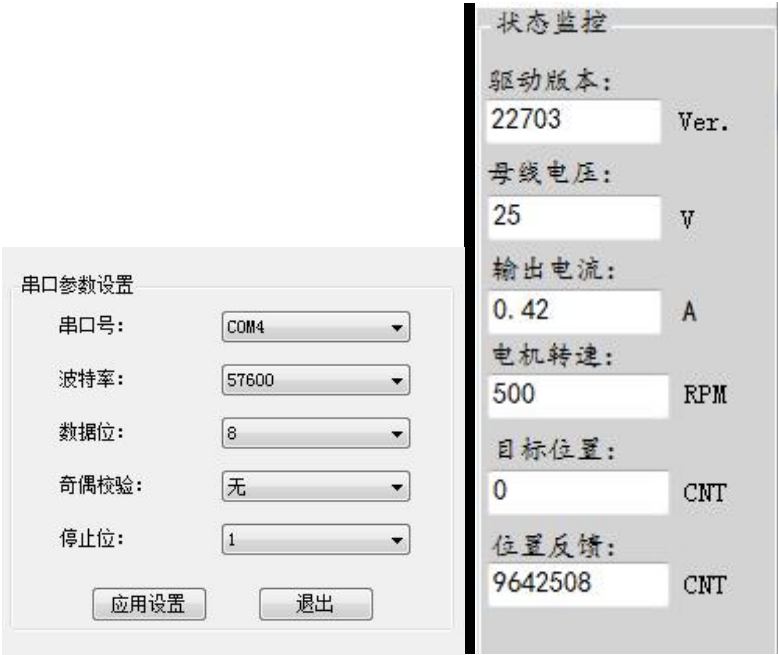 串口参数设置
串口号: COM4
波特率: 57600
数据位: 8
奇偶校验: 无
停止位: 1
应用设置 退出
状态监控
驱动版本:
22703 Ver.
母线电压:
25 V
输出电流:
0.42 A
电机转速:
500 RPM
目标位置:
0 CNT
位置反馈:
9642508 CNT